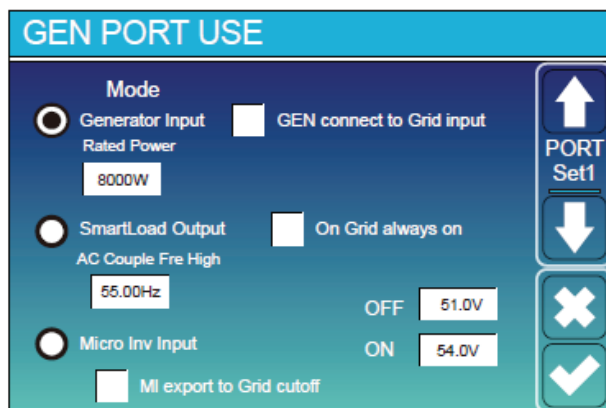 GEN PORT USE
Mode
Generator Input
GEN connect to Grid input
Rated Power
8000W
PORT
Set1
SmartLoad Output
On Grid always on
AC Couple Fre High
55.00Hz
OFF 51.0V
Micro Inv Input
ON 54.0V
MI export to Grid cutoff